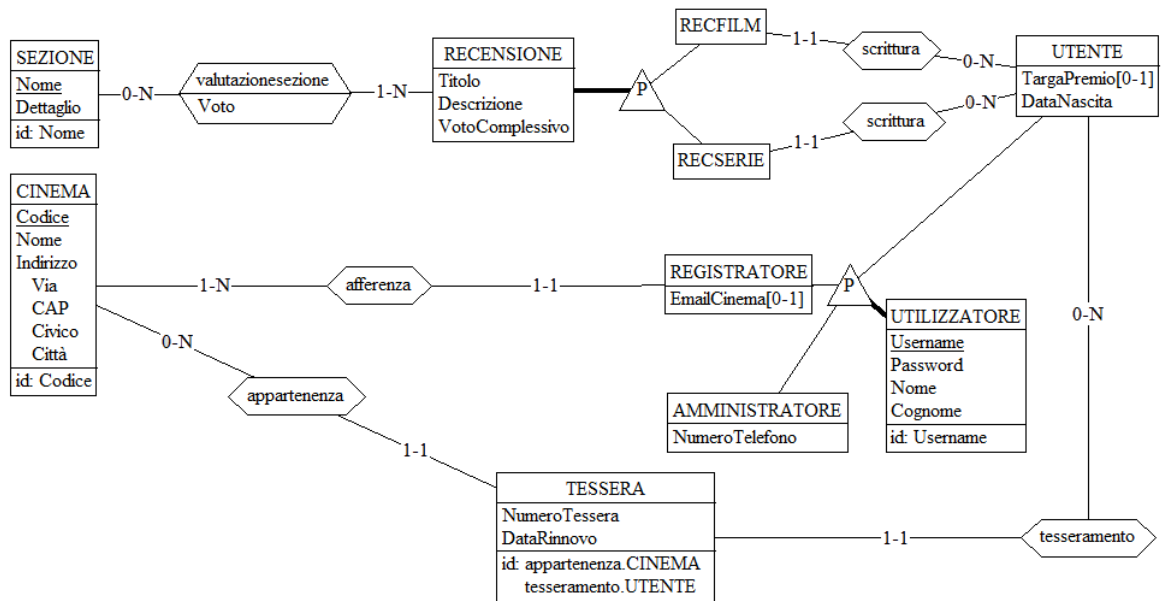 SEZIONE
Nome
Dettaglio
id: Nome
0-N
valutazionesezione
Voto
1-N
RECENSIONE
Titolo
Descrizione
VotoComplessivo
P
RECFILM
1-1
scrittura
0-N
RECSERIE
1-1
scrittura
0-N
UTENTE
TargaPremio[0-1]
DataNascita
CINEMA
Codice
Nome
Indirizzo
Via
CAP
Civico
Città
id: Codice
1-N
afferenza
1-1
REGISTRATORE
EmailCinema[0-1]
P
UTILIZZATORE
Username
Password
Nome
Cognome
id: Username
AMMINISTRATORE
NumeroTelefono
0-N
0-N
appartenenza
1-1
TESSERA
NumeroTessera
DataRinnovo
id: appartenenza.CINEMA
tesseramento.UTENTE
1-1
tesseramento